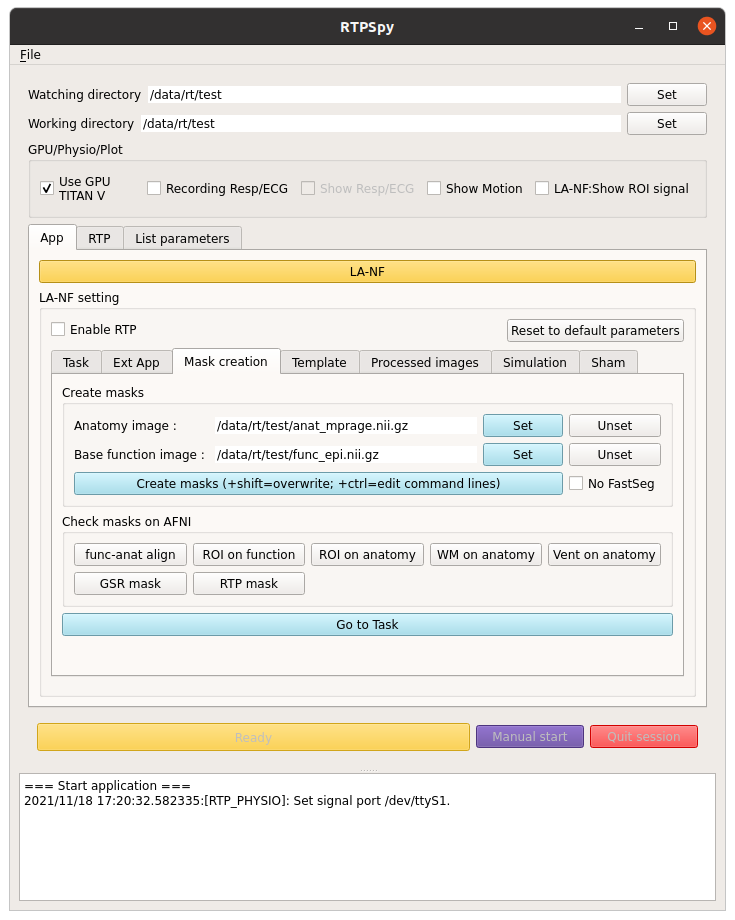 RTPSpy
File
Watching directory /data/rt/test Set
Working directory /data/rt/test Set
GPU/Physio/Plot
Use GPU
TITAN V
Recording Resp/ECG Show Resp/ECG Show Motion LA-NF:Show ROI signal
App RTP List parameters
LA-NF
LA-NF setting
Enable RTP Reset to default parameters
Task Ext App Mask creation Template Processed images Simulation Sham
Create masks
Anatomy image : /data/rt/test/anat_mprage.nii.gz Set Unset
Base function image : /data/rt/test/func_epi.nii.gz Set Unset
Create masks (+shift=overwrite; +ctrl=edit command lines) No FastSeg
Check masks on AFNI
func-anat align ROI on function ROI on anatomy WM on anatomy Vent on anatomy
GSR mask RTP mask
Go to Task
Ready Manual start Quit session
=== Start application ===
2021/11/18 17:20:32.582335:[RTP_PHYSIO]: Set signal port /dev/ttyS1.